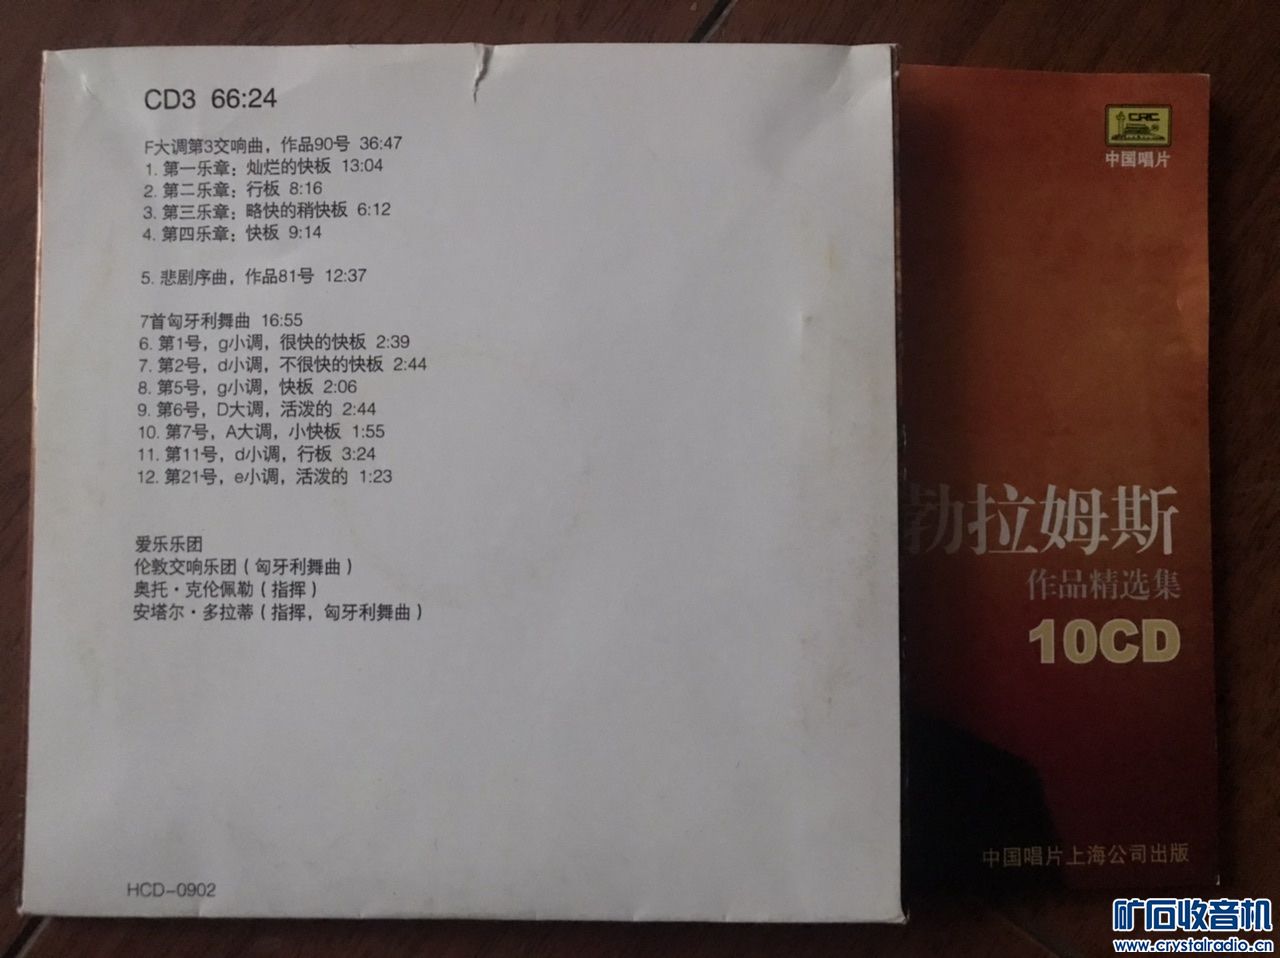 CD3 66:24
F大调第3交响曲，作品90号 36:47
1. 第一乐章：灿烂的快板 13:04
2. 第二乐章：行板 8:16
3. 第三乐章：略快的稍快板 6:12
4. 第四乐章：快板 9:14
5. 悲剧序曲，作品81号 12:37
7首匈牙利舞曲 16:55
6. 第1号，g小调，很快的快板 2:39
7. 第2号，d小调，不很快的快板 2:44
8. 第5号，g小调，快板 2:06
9. 第6号，D大调，活泼的 2:44
10. 第7号，A大调，小快板 1:55
11. 第11号，d小调，行板 3:24
12. 第21号，e小调，活泼的 1:23
爱乐乐团
伦敦交响乐团（匈牙利舞曲）
奥托·克伦佩勒（指挥）
安塔尔·多拉蒂（指挥，匈牙利舞曲）
HCD-0902
CRC
中国唱片
勃拉姆斯
作品精选集
10CD
中国唱片上海公司出版
矿石收音机
www.crystalradio.cn